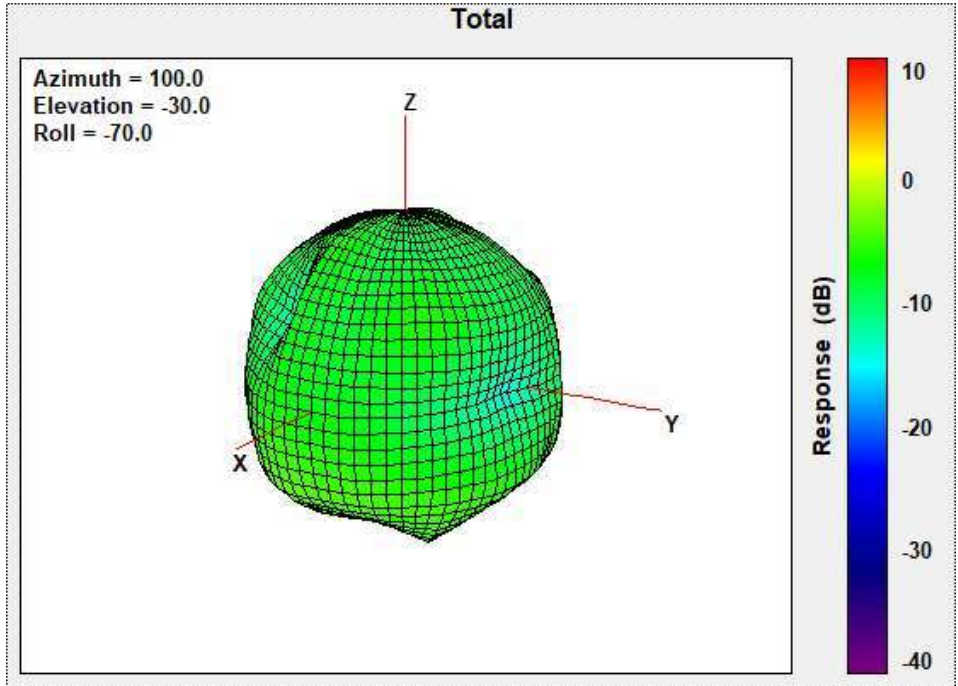 Total
Azimuth = 100.0
Elevation = -30.0
Roll = -70.0
Z
X
Y
10
0
-10
-20
-30
-40
Response (dB)